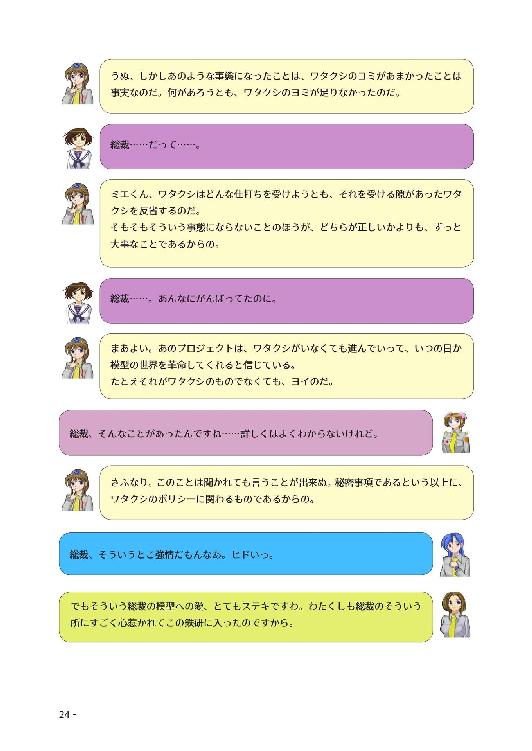 うぬ、しかしあのような事態になったことは、ワタクシのヨミがあまかったことは
事実なのだ。何があろうとも、ワタクシのヨミが足りなかったのだ。
総裁……だって……。
ミエくん、ワタクシはどんな仕打ちを受けようとも、それを受ける隙があったワタ
クシを反省するのだ。
そもそもそういう事態にならないことのほうが、どちらが正しいかよりも、ずっと
大事なことであるからの。
総裁……。あんなにがんばってたのに。
まあよい。あのプロジェクトは、ワタクシがいなくても進んでいって、いつの日か
模型の世界を革命してくれると信じている。
たとえそれがワタクシのものでなくても、ヨイのだ。
総裁、そんなことがあったんですね……詳しくはよくわからないけれど。
さふなり。このことは聞かれても言うことが出来ぬ。秘密事項であるという以上に、
ワタクシのポリシーに関わるものであるからの。
総裁、そういうとこ強情だもんなあ。ヒドいっ。
でもそういう総裁の模型への愛、とてもステキですわ。わたくしも総裁のそういう
所にすごく心惹かれてこの鉄研に入ったのですから。
24 -